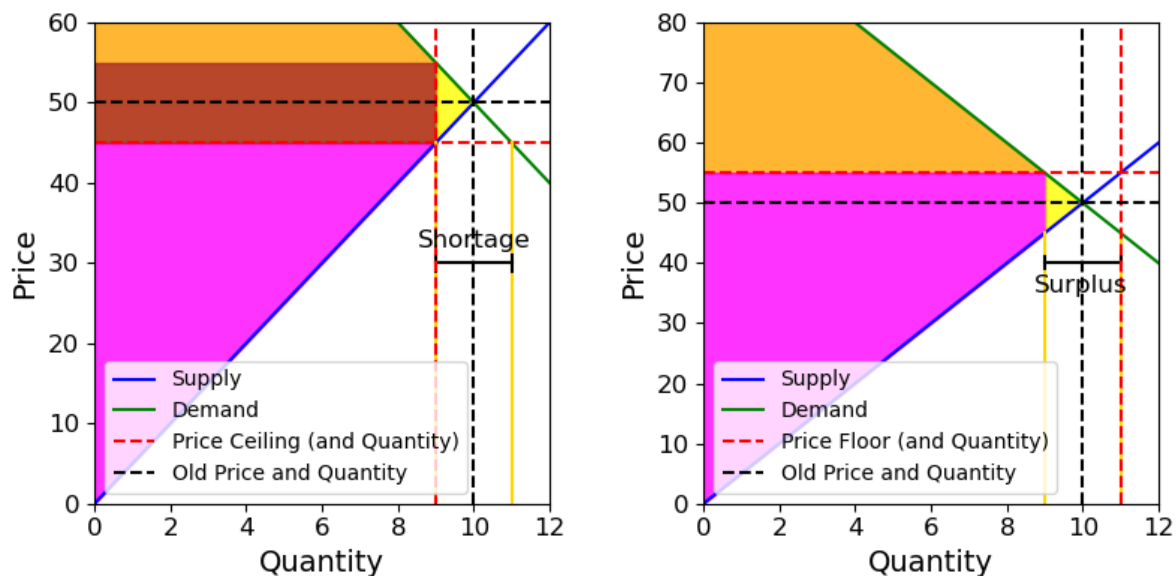 60
50
40
30
20
10
0
0 2 4 6 8 10 12
Price
Quantity
Shortage
Supply
Demand
Price Ceiling (and Quantity)
Old Price and Quantity
80
70
60
50
40
30
20
10
0
0 2 4 6 8 10 12
Price
Quantity
Surplus
Supply
Demand
Price Floor (and Quantity)
Old Price and Quantity